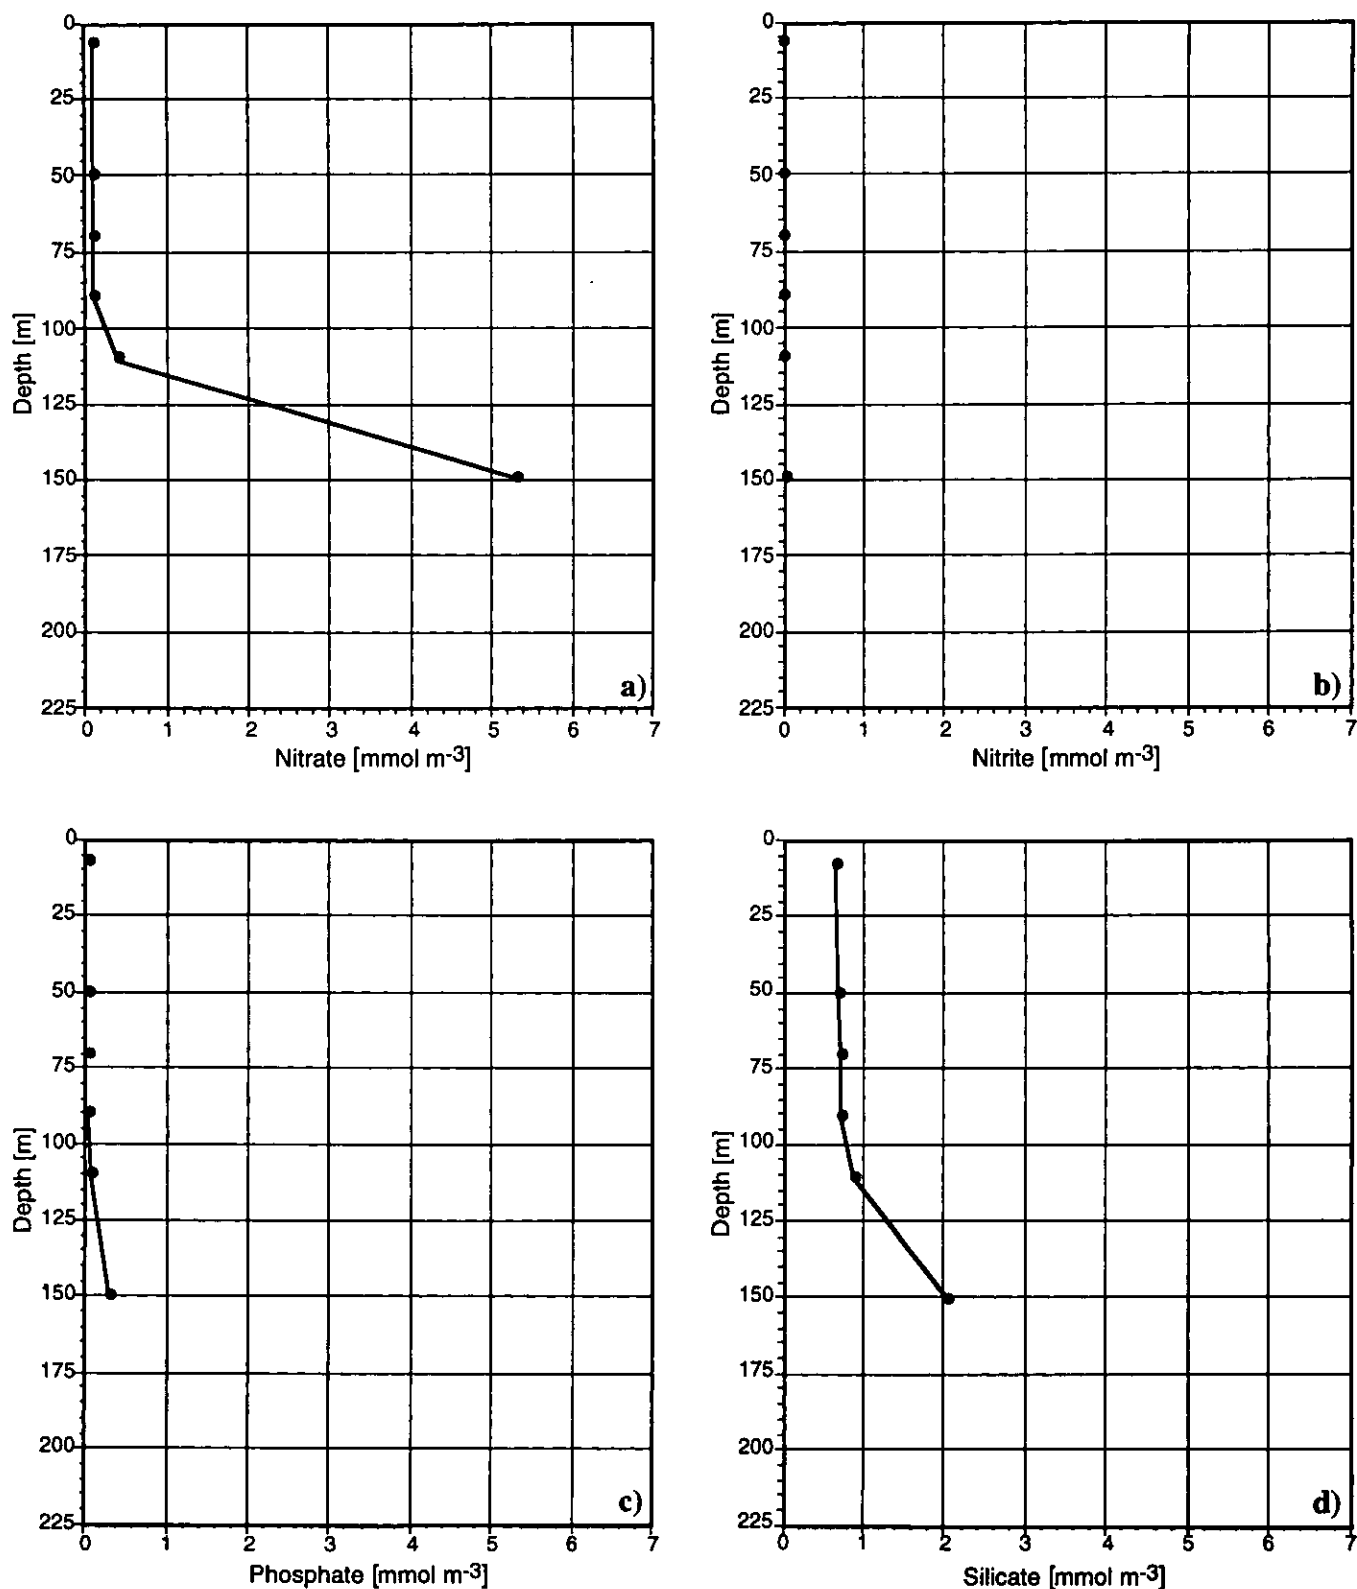 0
25
50
75
100
125
150
175
200
225
Depth [m]
a)
0 1 2 3 4 5 6 7
Nitrate [mmol m-3]
0
25
50
75
100
125
150
175
200
225
Depth [m]
b)
0 1 2 3 4 5 6 7
Nitrite [mmol m-3]
0
25
50
75
100
125
150
175
200
225
Depth [m]
c)
0 1 2 3 4 5 6 7
Phosphate [mmol m-3]
0
25
50
75
100
125
150
175
200
225
Depth [m]
d)
0 1 2 3 4 5 6 7
Silicate [mmol m-3]